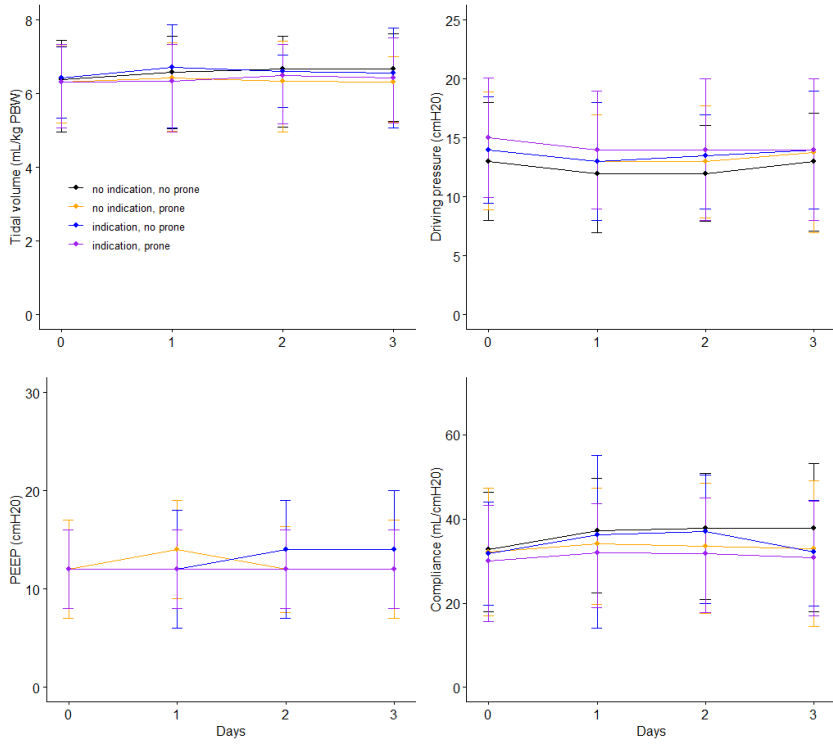 Tidal volume (mL/kg PBW)
8
6
4
2
0
no indication, no prone
no indication, prone
indication, no prone
indication, prone
0 1 2 3
Driving pressure (cmH20)
25
20
15
10
5
0
0 1 2 3
PEEP (cmH20)
30
20
10
0
0 1 2 3
Days
Compliance (mL/cmH20)
60
40
20
0
0 1 2 3
Days